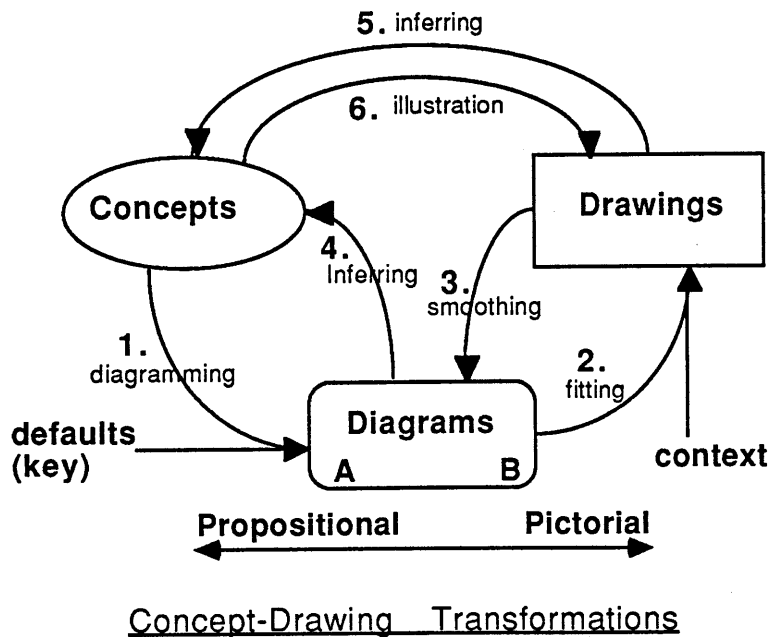 5. inferring
6. illustration
Concepts
Drawings
4.
Inferring
3.
smoothing
1.
diagramming
2.
fitting
Diagrams
A B
defaults
(key)
context
Propositional Pictorial
Concept-Drawing Transformations